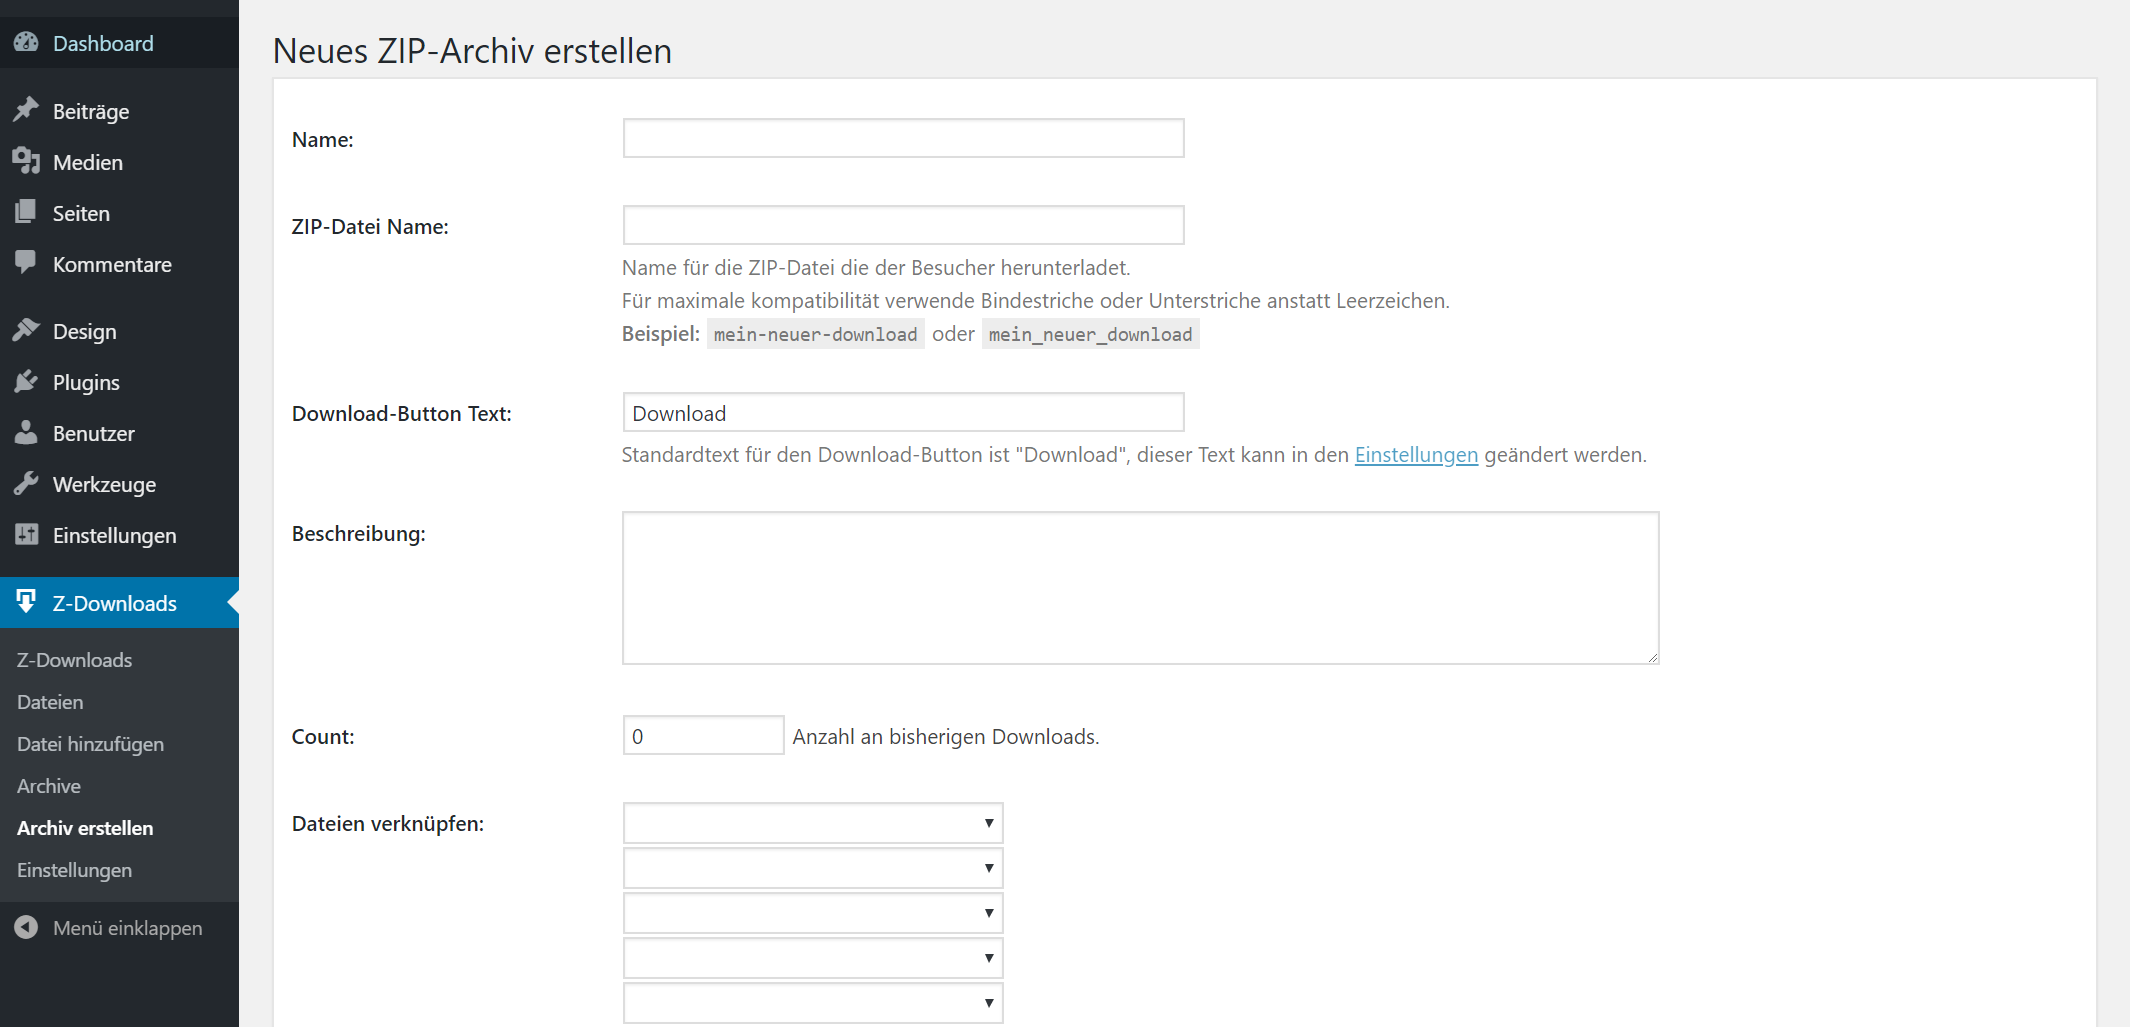 Dashboard
Beiträge
Medien
Seiten
Kommentare
Design
Plugins
Benutzer
Werkzeuge
Einstellungen
Z-Downloads
Z-Downloads
Dateien
Datei hinzufügen
Archive
Archiv erstellen
Einstellungen
Menü einklappen
Neues ZIP-Archiv erstellen
Name:
ZIP-Datei Name:
Name für die ZIP-Datei die der Besucher herunterladet.
Für maximale kompatibilität verwende Bindestriche oder Unterstriche anstatt Leerzeichen.
Beispiel: mein-neuer-download oder mein_neuer_download
Download-Button Text: Download
Standardtext für den Download-Button ist "Download", dieser Text kann in den Einstellungen geändert werden.
Beschreibung:
Count: 0 Anzahl an bisherigen Downloads.
Dateien verknüpfen: